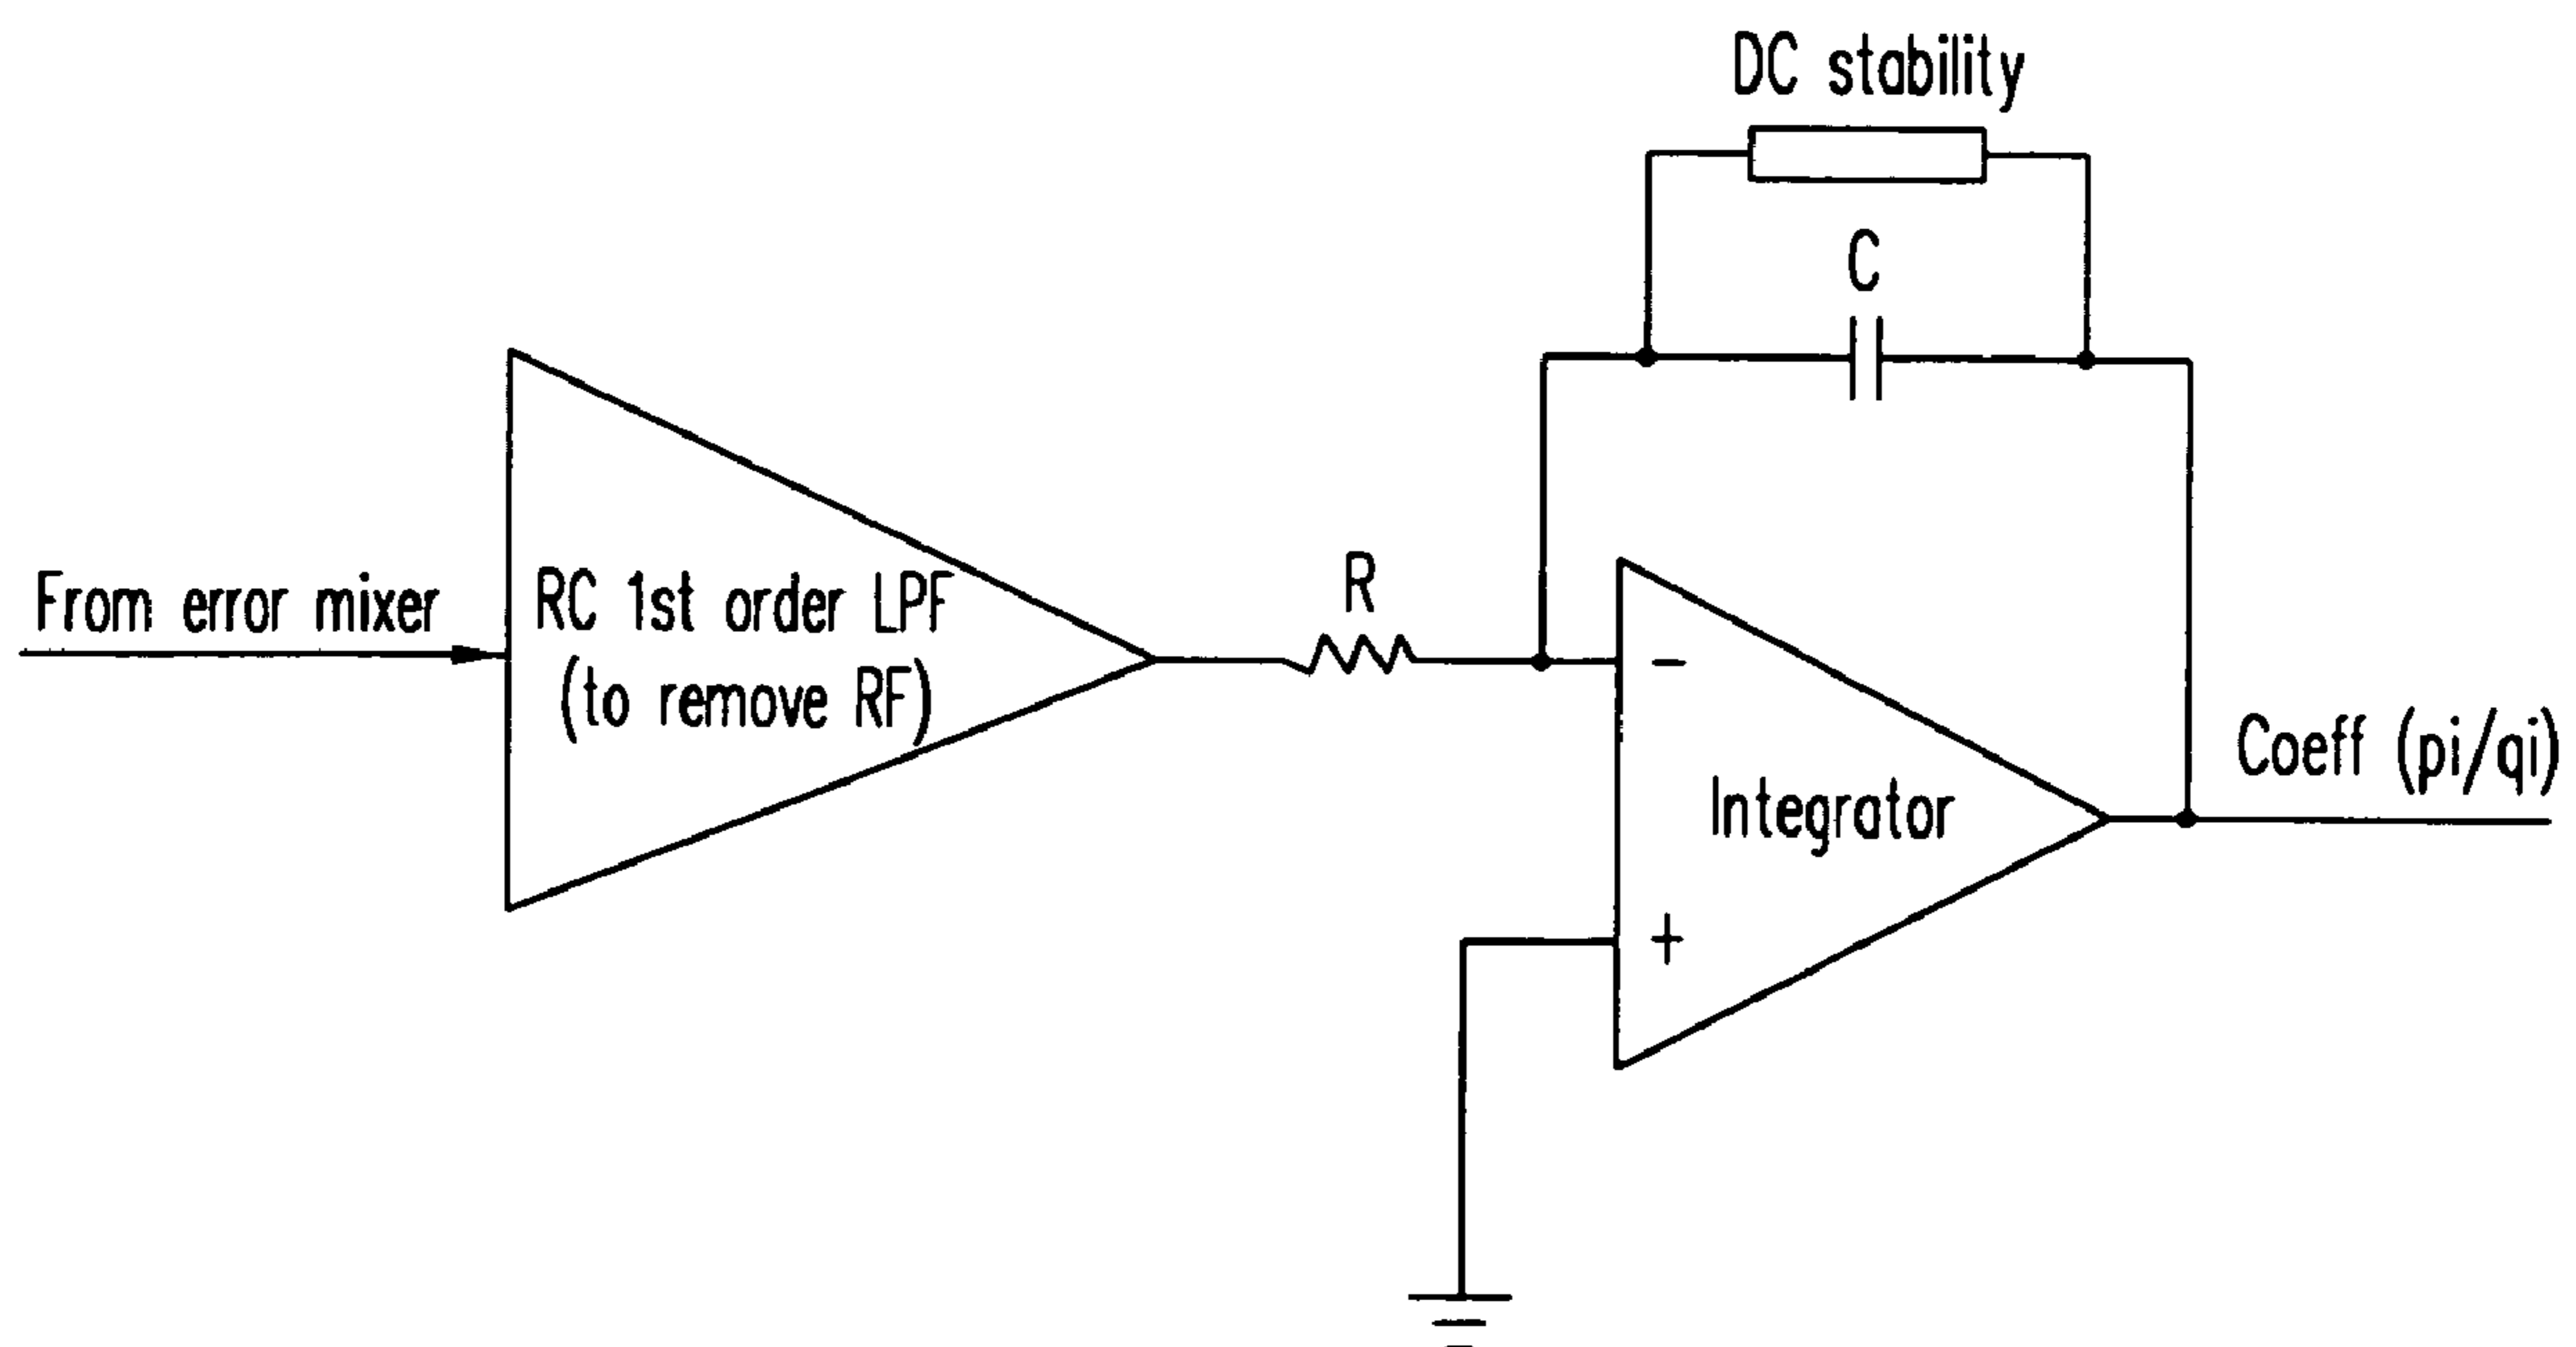 DC stability
C
From error mixer
RC 1st order LPF
(to remove RF)
R
−
Integrator
+
Coeff (pi/qi)